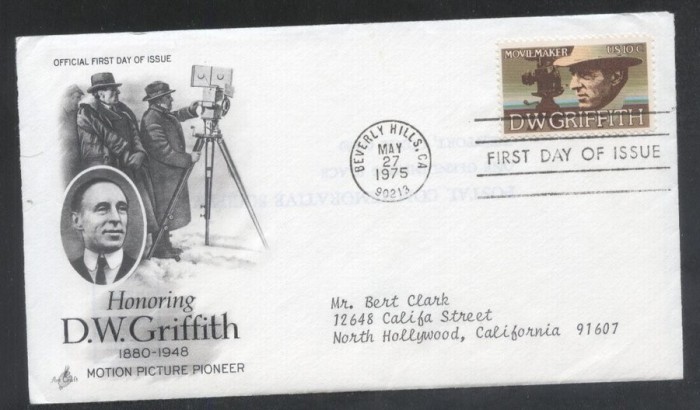 OFFICIAL FIRST DAY OF ISSUE
MOVIEMAKER US 10c
D.W. GRIFFITH
BEVERLY HILLS, CA
MAY
27
1975
90213
FIRST DAY OF ISSUE
Honoring
D.W. Griffith
1880-1948
MOTION PICTURE PIONEER
Mr. Bert Clark
12648 Califa Street
North Hollywood, California 91607